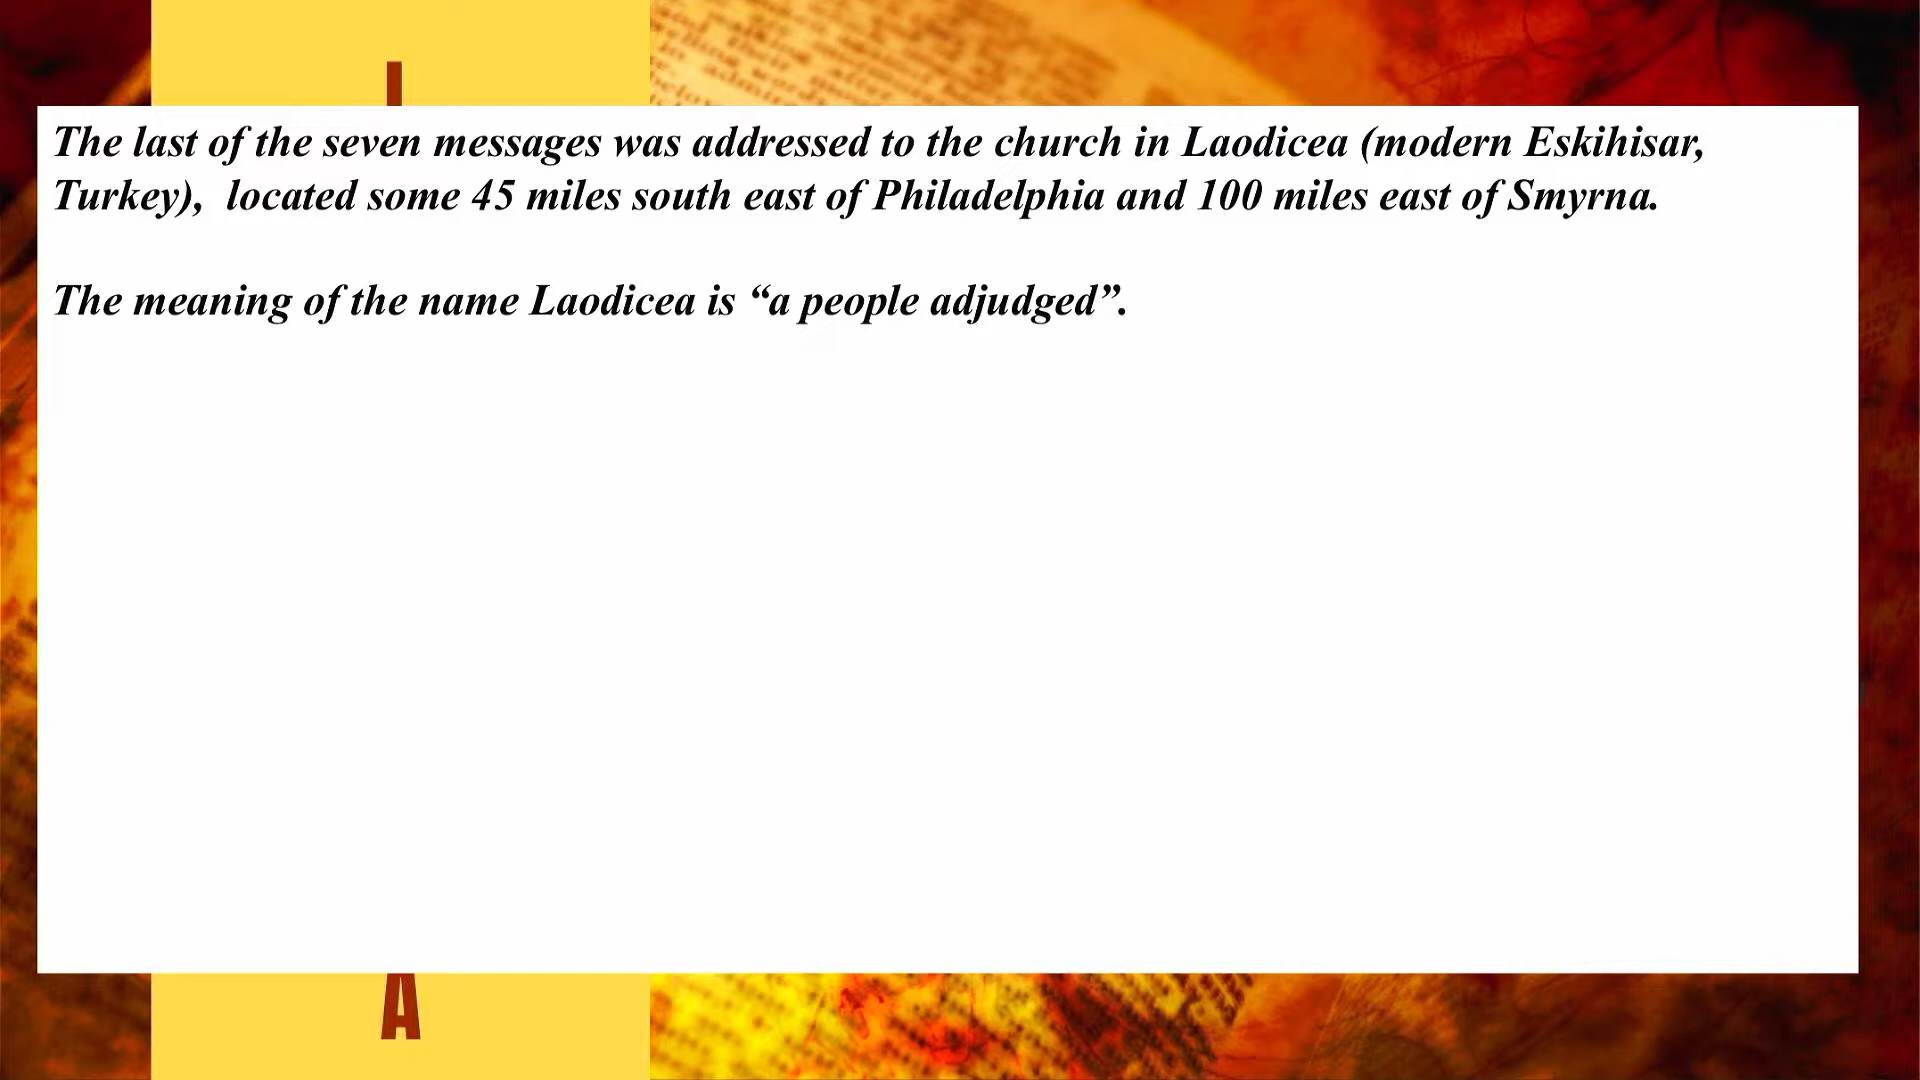 The last of the seven messages was addressed to the church in Laodicea (modern Eskihisar,
Turkey),  located some 45 miles south east of Philadelphia and 100 miles east of Smyrna.
The meaning of the name Laodicea is “a people adjudged”.
A